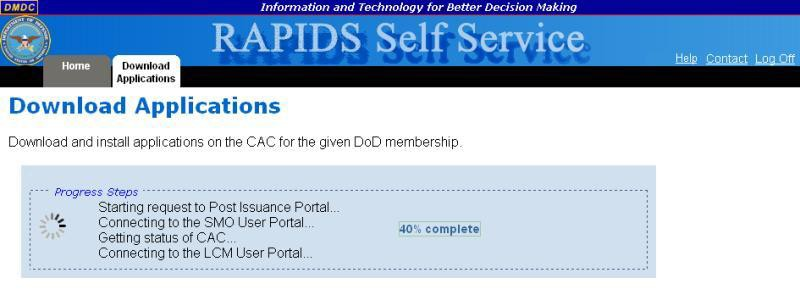 DMDC
Information and Technology for Better Decision Making
RAPIDS Self Service
Home
Download
Applications
Help Contact Log Off
Download Applications
Download and install applications on the CAC for the given DoD membership.
Progress Steps
Starting request to Post Issuance Portal...
Connecting to the SMO User Portal...
Getting status of CAC...
Connecting to the LCM User Portal...
40% complete